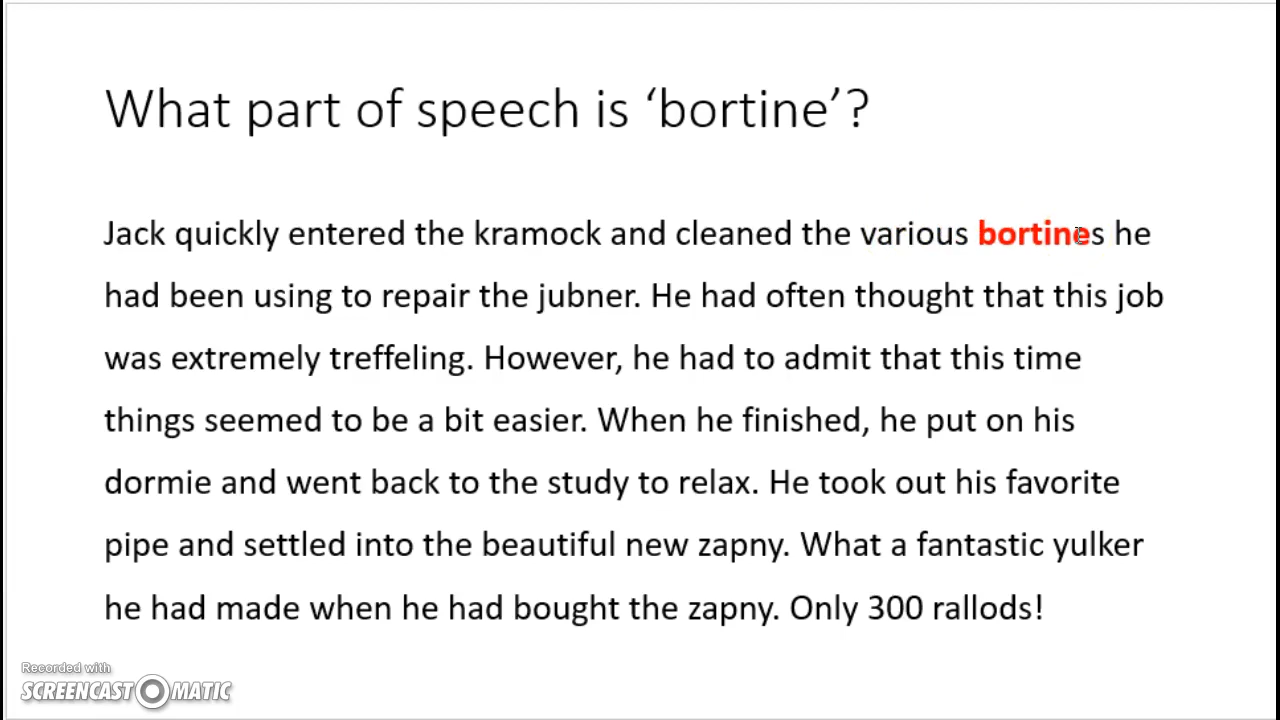 What part of speech is ‘bortine’?
Jack quickly entered the kramock and cleaned the various bortines he
had been using to repair the jubner. He had often thought that this job
was extremely treffeling. However, he had to admit that this time
things seemed to be a bit easier. When he finished, he put on his
dormie and went back to the study to relax. He took out his favorite
pipe and settled into the beautiful new zapny. What a fantastic yulker
he had made when he had bought the zapny. Only 300 rallods!
Recorded with
SCREENCAST-O-MATIC